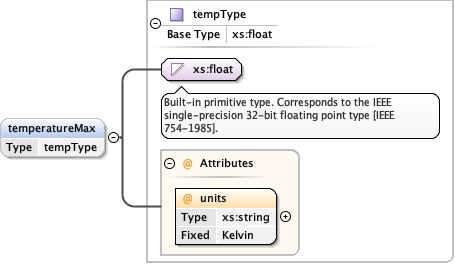 tempType
Base Type xs:float
xs:float
Built-in primitive type. Corresponds to the IEEE
single-precision 32-bit floating point type [IEEE
754-1985].
temperatureMax
Type tempType
@ Attributes
@ units
Type xs:string
Fixed Kelvin